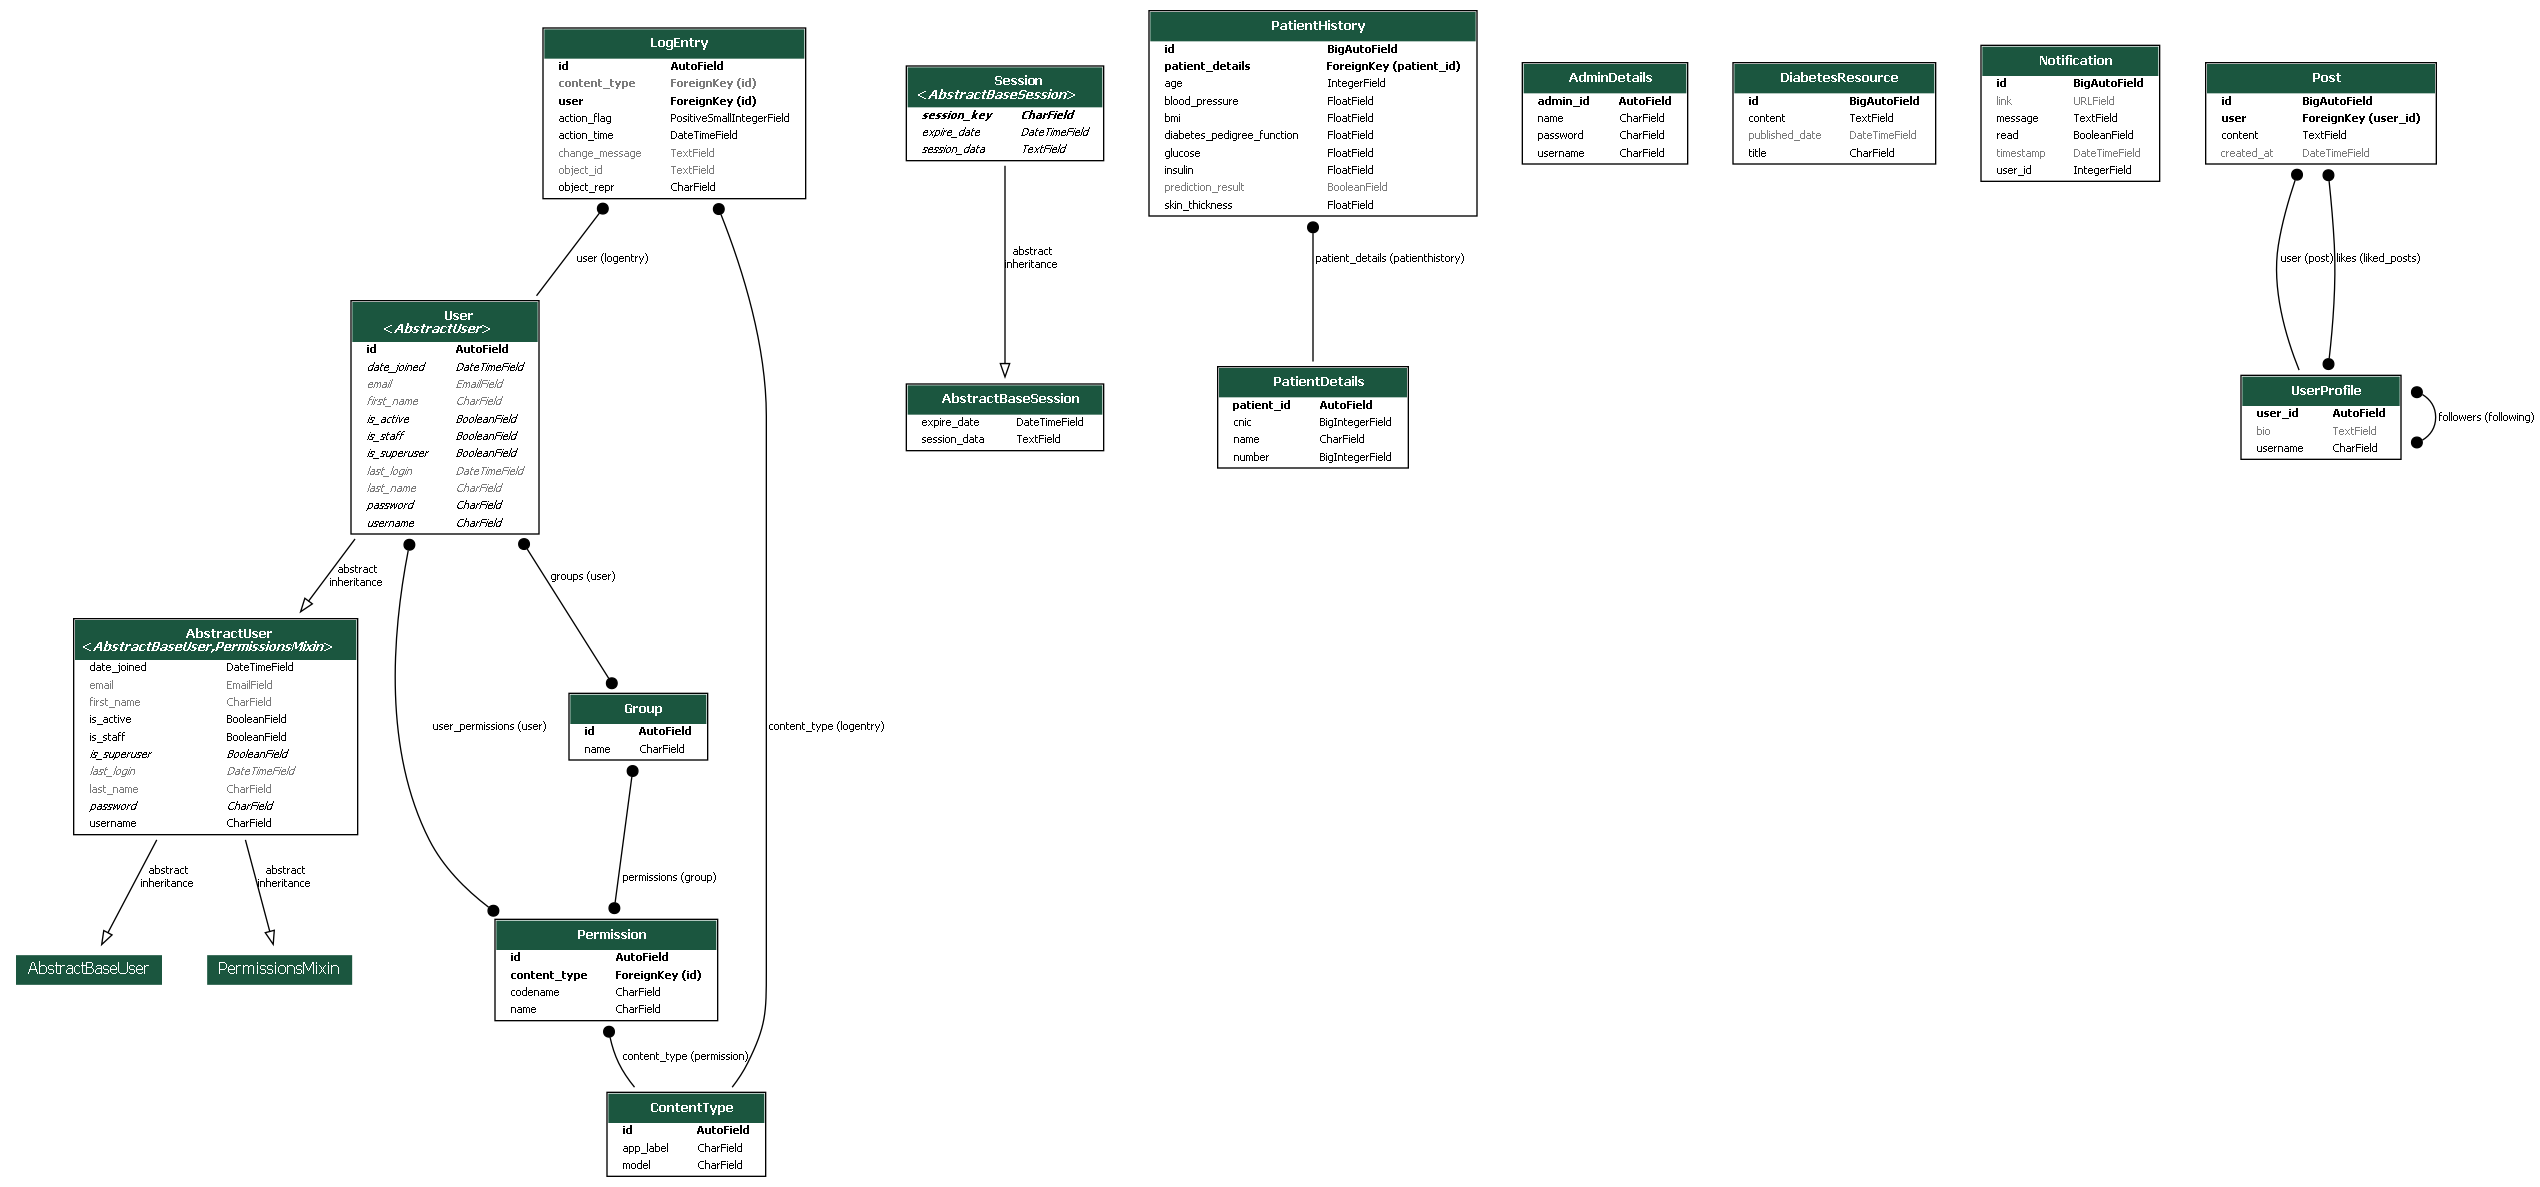 LogEntry
id AutoField
content_type ForeignKey (id)
user ForeignKey (id)
action_flag PositiveSmallIntegerField
action_time DateTimeField
change_message TextField
object_id TextField
object_repr CharField
Session
<AbstractBaseSession>
session_key CharField
expire_date DateTimeField
session_data TextField
PatientHistory
id BigAutoField
patient_details ForeignKey (patient_id)
age IntegerField
blood_pressure FloatField
bmi FloatField
diabetes_pedigree_function FloatField
glucose FloatField
insulin FloatField
prediction_result BooleanField
skin_thickness FloatField
AdminDetails
admin_id AutoField
name CharField
password CharField
username CharField
DiabetesResource
id BigAutoField
content TextField
published_date DateTimeField
title CharField
Notification
id BigAutoField
link URLField
message TextField
read BooleanField
timestamp DateTimeField
user_id IntegerField
Post
id BigAutoField
user ForeignKey (user_id)
content TextField
created_at DateTimeField
user (logentry)
abstract
inheritance
patient_details (patienthistory)
user (post)
likes (liked_posts)
User
<AbstractUser>
id AutoField
date_joined DateTimeField
email EmailField
first_name CharField
is_active BooleanField
is_staff BooleanField
is_superuser BooleanField
last_login DateTimeField
last_name CharField
password CharField
username CharField
AbstractBaseSession
expire_date DateTimeField
session_data TextField
PatientDetails
patient_id AutoField
cnic BigIntegerField
name CharField
number BigIntegerField
UserProfile
user_id AutoField
bio TextField
username CharField
followers (following)
abstract
inheritance
groups (user)
AbstractUser
<AbstractBaseUser,PermissionsMixin>
date_joined DateTimeField
email EmailField
first_name CharField
is_active BooleanField
is_staff BooleanField
is_superuser BooleanField
last_login DateTimeField
last_name CharField
password CharField
username CharField
user_permissions (user)
Group
id AutoField
name CharField
content_type (logentry)
abstract
inheritance
abstract
inheritance
permissions (group)
AbstractBaseUser
PermissionsMixin
Permission
id AutoField
content_type ForeignKey (id)
codename CharField
name CharField
content_type (permission)
ContentType
id AutoField
app_label CharField
model CharField